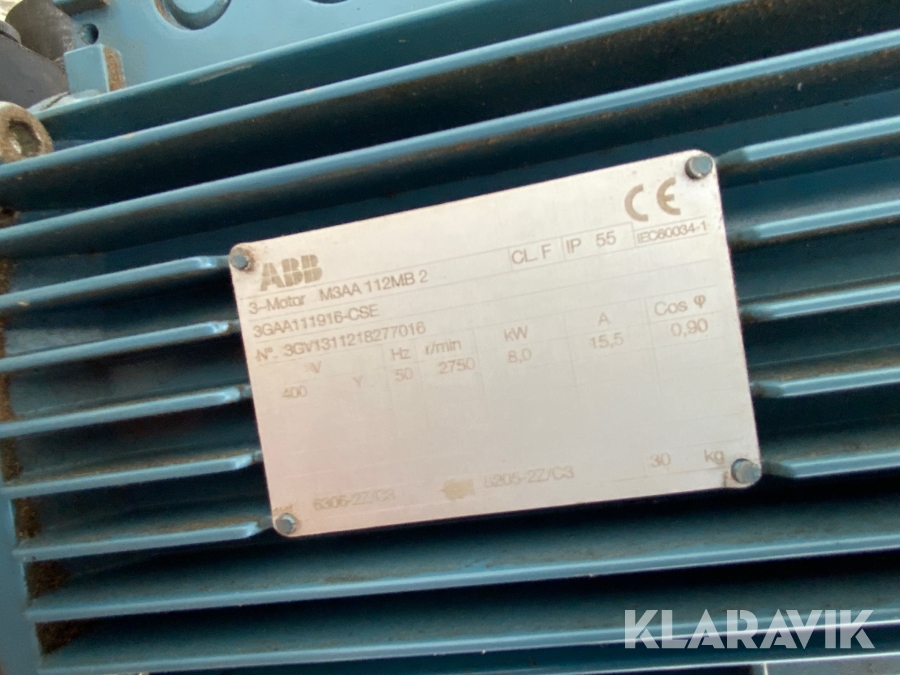 ABB
CE
3~Motor M3AA 112MB 2
CL. F IP 55 IEC60034-1
3GAA111916-CSE
N°. 3GV1311218277016
V Hz r/min kW A Cos φ
400 Y 50 2750 8,0 15,5 0,90
6306-2Z/C3 6205-2Z/C3 30 kg
KLARAVIK